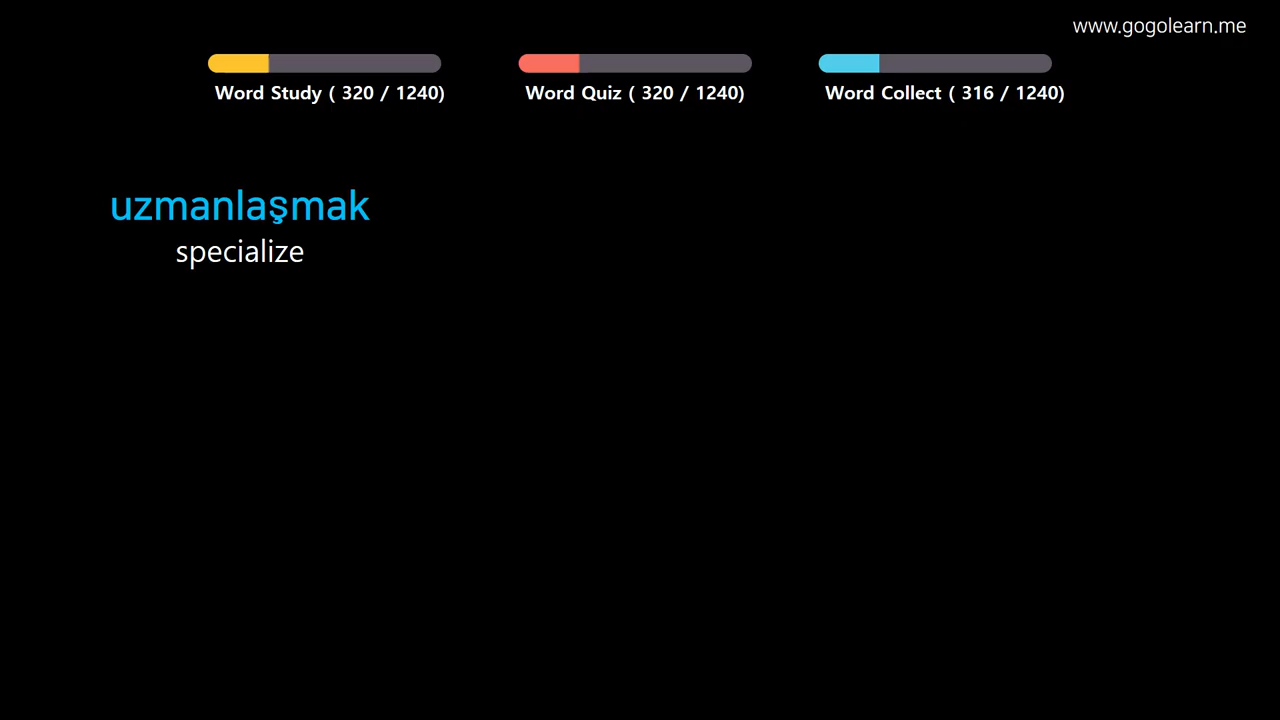 www.gogolearn.me
Word Study ( 320 / 1240)
Word Quiz ( 320 / 1240)
Word Collect ( 316 / 1240)
uzmanlaşmak
specialize